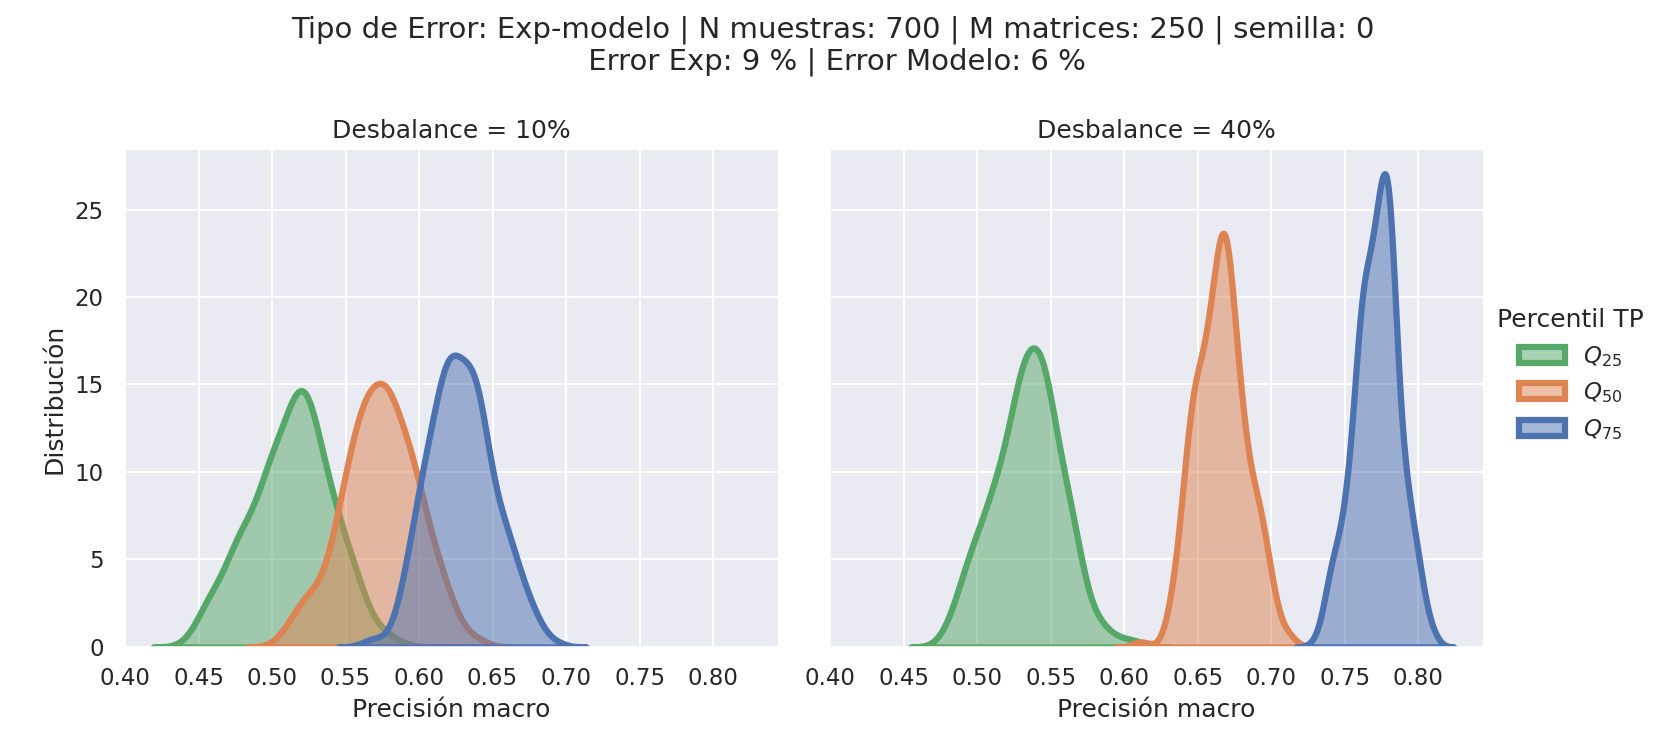 Tipo de Error: Exp-modelo | N muestras: 700 | M matrices: 250 | semilla: 0
Error Exp: 9 % | Error Modelo: 6 %
Desbalance = 10%
Desbalance = 40%
Distribución
25
20
15
10
5
0
0.40 0.45 0.50 0.55 0.60 0.65 0.70 0.75 0.80
Precisión macro
0.40 0.45 0.50 0.55 0.60 0.65 0.70 0.75 0.80
Precisión macro
Percentil TP
Q25
Q50
Q75